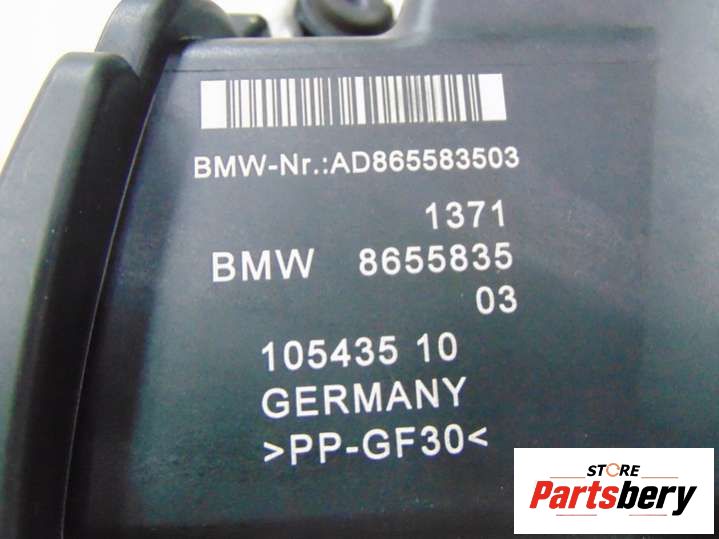 BMW-Nr.:AD865583503
1371
BMW 8655835
03
105435 10
GERMANY
>PP-GF30<
STORE
Partsbery